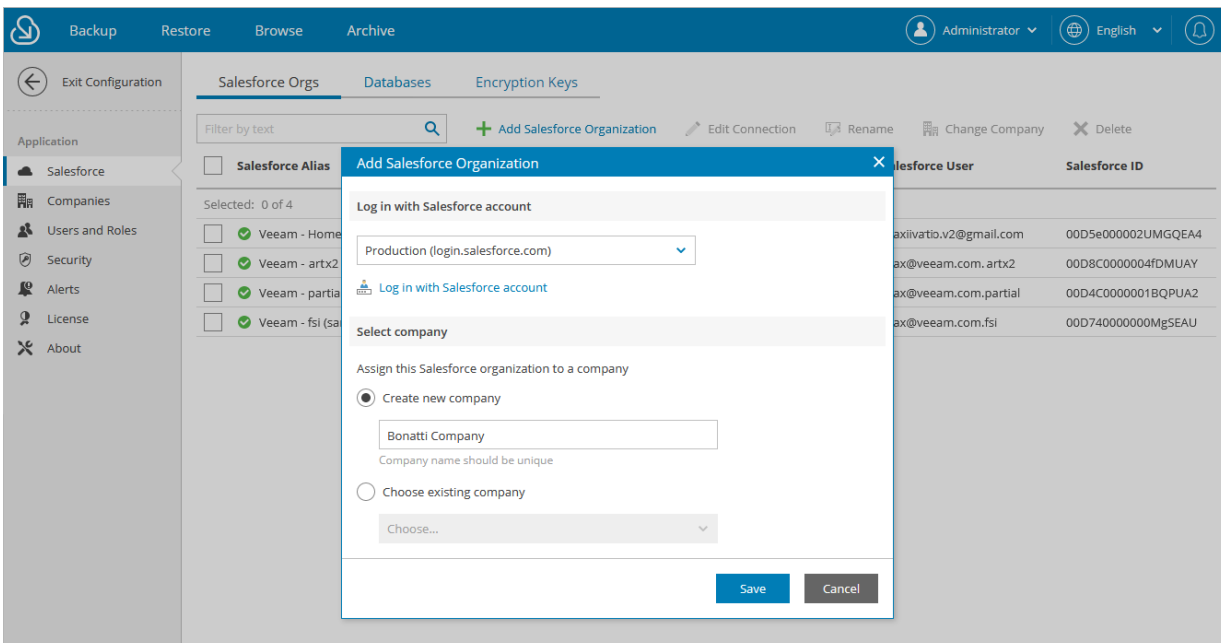 Backup Restore Browse Archive Administrator English
Exit Configuration
Salesforce Orgs Databases Encryption Keys
Filter by text Add Salesforce Organization Edit Connection Rename Change Company Delete
Application
Salesforce
Companies
Users and Roles
Security
Alerts
License
About
Salesforce Alias lesforce User Salesforce ID
Selected: 0 of 4
Veeam - Home axiivatio.v2@gmail.com 00D5e000002UMGQEA4
Veeam - artx2 ax@veeam.com.artx2 00D8C0000004fDMUAY
Veeam - partia ax@veeam.com.partial 00D4C0000001BQPUA2
Veeam - fsi (sa ax@veeam.com.fsi 00D740000000MgSEAU
Add Salesforce Organization
Log in with Salesforce account
Production (login.salesforce.com)
Log in with Salesforce account
Select company
Assign this Salesforce organization to a company
Create new company
Bonatti Company
Company name should be unique
Choose existing company
Choose...
Save Cancel